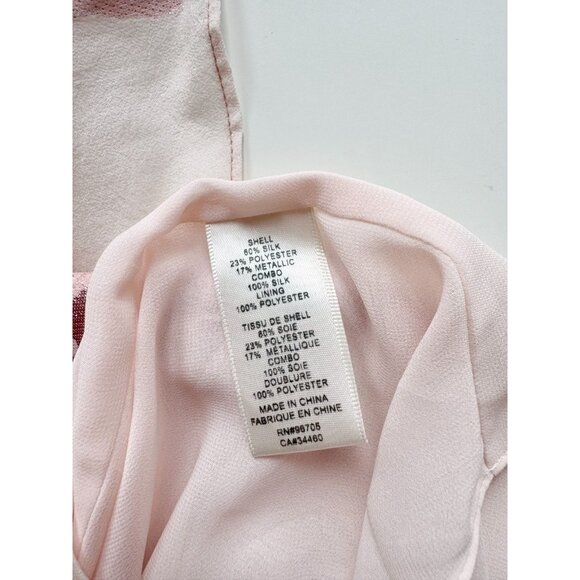 SHELL
60% SILK
23% POLYESTER
17% METALLIC
COMBO
100% SILK
LINING
100% POLYESTER
TISSU DE SHELL
60% SOIE
23% POLYESTER
17% MÉTALLIQUE
COMBO
100% SOIE
DOUBLURE
100% POLYESTER
MADE IN CHINA
FABRIQUE EN CHINE
RN#96705
CA#34460